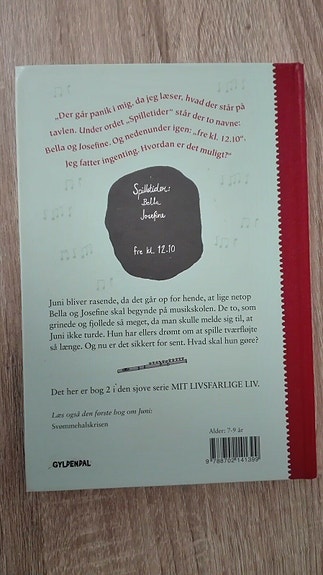 „Der går panik i mig, da jeg læser, hvad der står på
tavlen. Under ordet „Spilletider” står der to navne:
Bella og Josefine. Og nedenunder igen: „fre kl. 12.10”.
Jeg fatter ingenting. Hvordan er det muligt?”
Spilletider:
Bella
Josefine
fre kl. 12.10
Juni bliver rasende, da det går op for hende, at lige netop
Bella og Josefine skal begynde på musikskolen. De to, som
grinede og fjollede så meget, da man skulle melde sig til, at
Juni ikke turde. Hun har ellers drømt om at spille tværfløjte
så længe. Og nu er det sikkert for sent. Hvad skal hun gøre?
Det her er bog 2 i den sjove serie MIT LIVSFARLIGE LIV.
Læs også den første bog om Juni:
Svømmehalskrisen
Alder: 7-9 år
GYLDENDAL
9 788702 141399